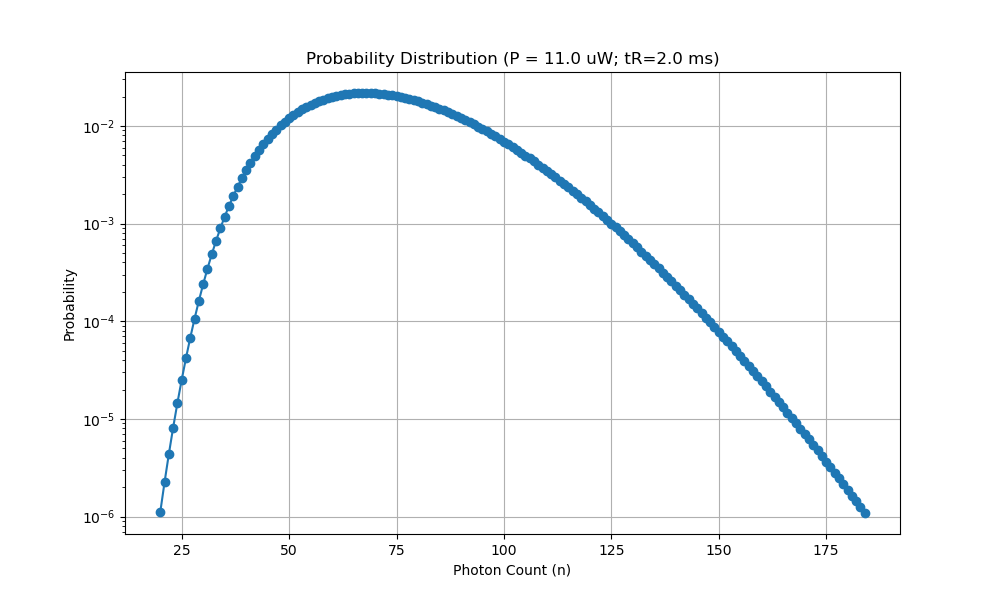 Probability Distribution (P = 11.0 uW; tR=2.0 ms)
Probability
10⁻²
10⁻³
10⁻⁴
10⁻⁵
10⁻⁶
25 50 75 100 125 150 175
Photon Count (n)